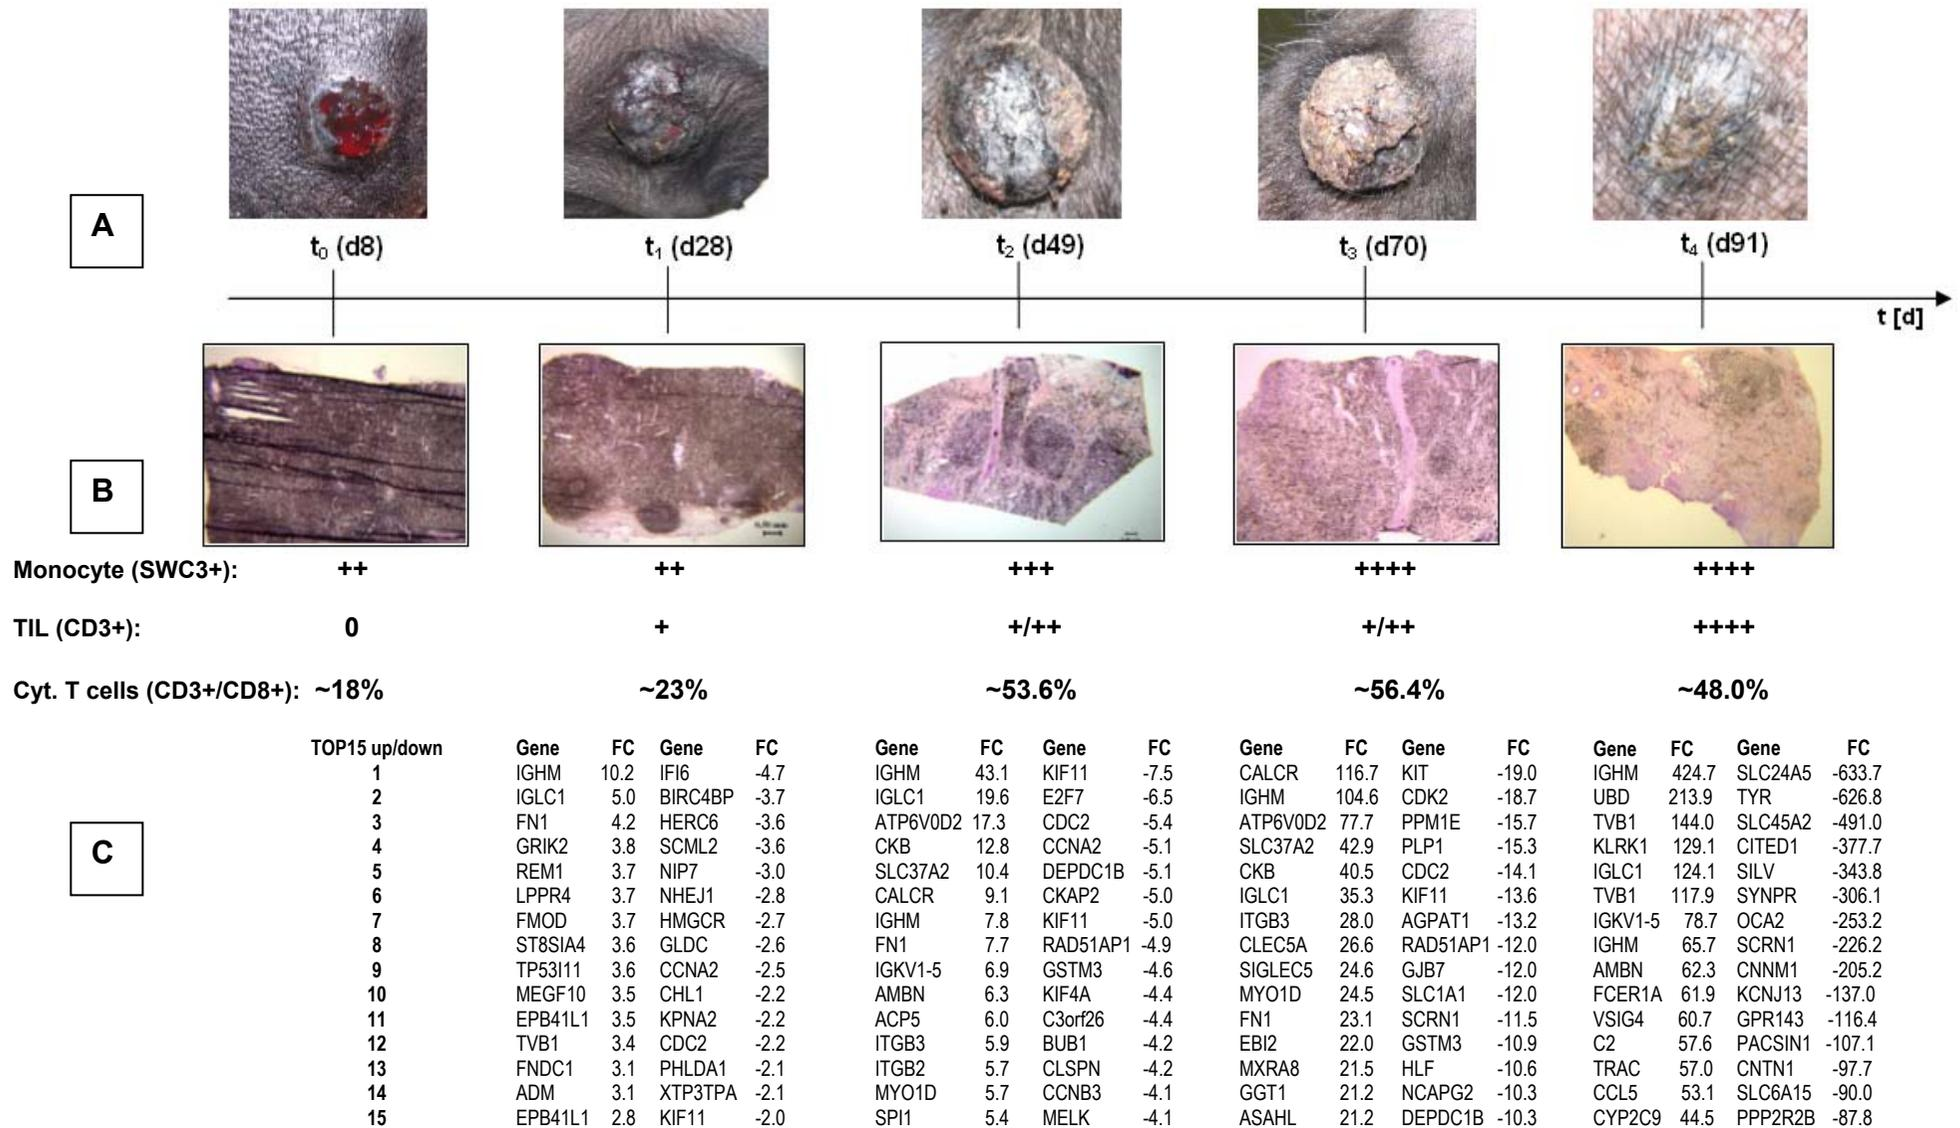 A
t0 (d8) t1 (d28) t2 (d49) t3 (d70) t4 (d91)
t [d]
B
Monocyte (SWC3+): ++ ++ +++ ++++ ++++
TIL (CD3+): 0 + +/++ +/++ ++++
Cyt. T cells (CD3+/CD8+): ~18% ~23% ~53.6% ~56.4% ~48.0%
C
TOP15 up/down Gene FC Gene FC Gene FC Gene FC Gene FC Gene FC Gene FC Gene FC
1 IGHM 10.2 IFI6 -4.7 IGHM 43.1 KIF11 -7.5 CALCR 116.7 KIT -19.0 IGHM 424.7 SLC24A5 -633.7
2 IGLC1 5.0 BIRC4BP -3.7 IGLC1 19.6 E2F7 -6.5 IGHM 104.6 CDK2 -18.7 UBD 213.9 TYR -626.8
3 FN1 4.2 HERC6 -3.6 ATP6V0D2 17.3 CDC2 -5.4 ATP6V0D2 77.7 PPM1E -15.7 TVB1 144.0 SLC45A2 -491.0
4 GRIK2 3.8 SCML2 -3.6 CKB 12.8 CCNA2 -5.1 SLC37A2 42.9 PLP1 -15.3 KLRK1 129.1 CITED1 -377.7
5 REM1 3.7 NIP7 -3.0 SLC37A2 10.4 DEPDC1B -5.1 CKB 40.5 CDC2 -14.1 IGLC1 124.1 SILV -343.8
6 LPPR4 3.7 NHEJ1 -2.8 CALCR 9.1 CKAP2 -5.0 IGLC1 35.3 KIF11 -13.6 TVB1 117.9 SYNPR -306.1
7 FMOD 3.7 HMGCR -2.7 IGHM 7.8 KIF11 -5.0 ITGB3 28.0 AGPAT1 -13.2 IGKV1-5 78.7 OCA2 -253.2
8 ST8SIA4 3.6 GLDC -2.6 FN1 7.7 RAD51AP1 -4.9 CLEC5A 26.6 RAD51AP1 -12.0 IGHM 65.7 SCRN1 -226.2
9 TP53I11 3.6 CCNA2 -2.5 IGKV1-5 6.9 GSTM3 -4.6 SIGLEC5 24.6 GJB7 -12.0 AMBN 62.3 CNNM1 -205.2
10 MEGF10 3.5 CHL1 -2.2 AMBN 6.3 KIF4A -4.4 MYO1D 24.5 SLC1A1 -12.0 FCER1A 61.9 KCNJ13 -137.0
11 EPB41L1 3.5 KPNA2 -2.2 ACP5 6.0 C3orf26 -4.4 FN1 23.1 SCRN1 -11.5 VSIG4 60.7 GPR143 -116.4
12 TVB1 3.4 CDC2 -2.2 ITGB3 5.9 BUB1 -4.2 EBI2 22.0 GSTM3 -10.9 C2 57.6 PACSIN1 -107.1
13 FNDC1 3.1 PHLDA1 -2.1 ITGB2 5.7 CLSPN -4.2 MXRA8 21.5 HLF -10.6 TRAC 57.0 CNTN1 -97.7
14 ADM 3.1 XTP3TPA -2.1 MYO1D 5.7 CCNB3 -4.1 GGT1 21.2 NCAPG2 -10.3 CCL5 53.1 SLC6A15 -90.0
15 EPB41L1 2.8 KIF11 -2.0 SPI1 5.4 MELK -4.1 ASAHL 21.2 DEPDC1B -10.3 CYP2C9 44.5 PPP2R2B -87.8